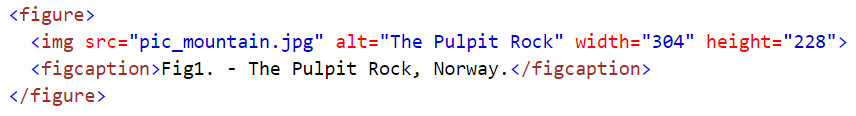 <figure>
<img src="pic_mountain.jpg" alt="The Pulpit Rock" width="304" height="228">
<figcaption>Fig1. - The Pulpit Rock, Norway.</figcaption>
</figure>